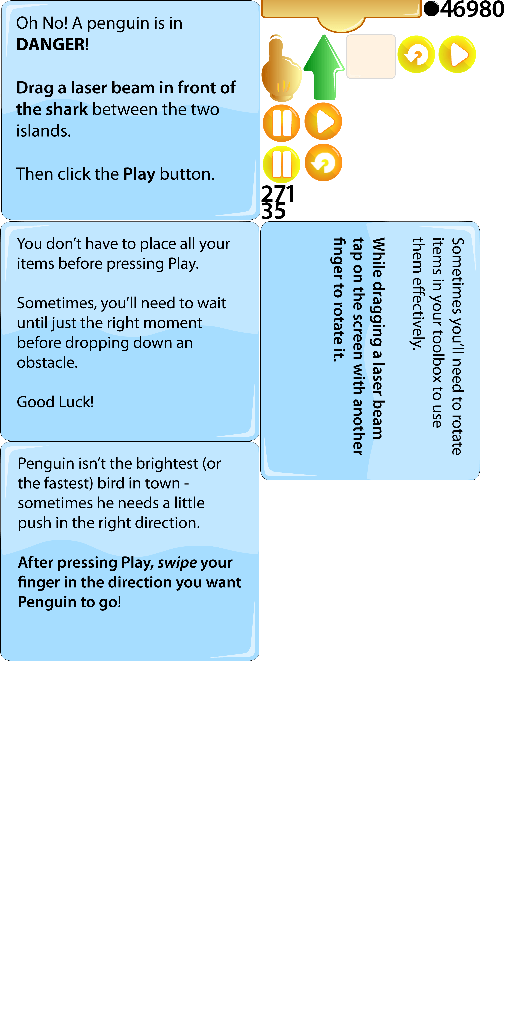 Oh No! A penguin is in
DANGER!
Drag a laser beam in front of
the shark between the two
islands.
Then click the Play button.
46980
271
35
You don't have to place all your
items before pressing Play.
Sometimes, you'll need to wait
until just the right moment
before dropping down an
obstacle.
Good Luck!
Sometimes you'll need to rotate
items in your toolbox to use
them effectively.
While dragging a laser beam
tap on the screen with another
finger to rotate it.
Penguin isn't the brightest (or
the fastest) bird in town -
sometimes he needs a little
push in the right direction.
After pressing Play, swipe your
finger in the direction you want
Penguin to go!